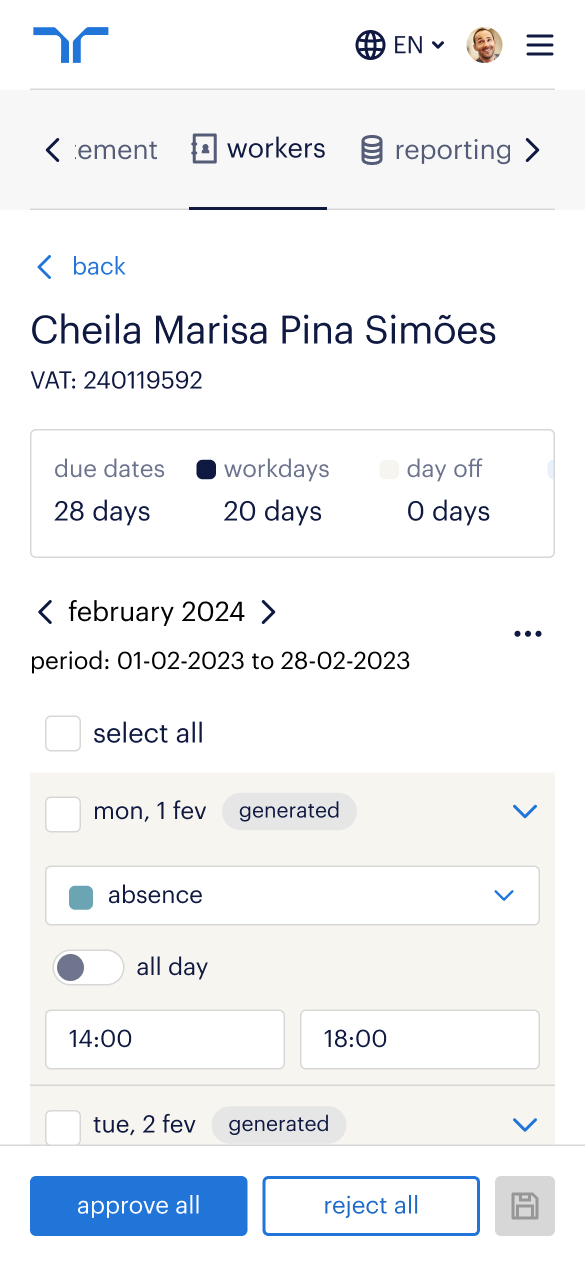 EN
:ement workers reporting
back
Cheila Marisa Pina Simões
VAT: 240119592
due dates workdays day off
28 days 20 days 0 days
february 2024
period: 01-02-2023 to 28-02-2023
select all
mon, 1 fev generated
absence
all day
14:00 18:00
tue, 2 fev generated
approve all reject all